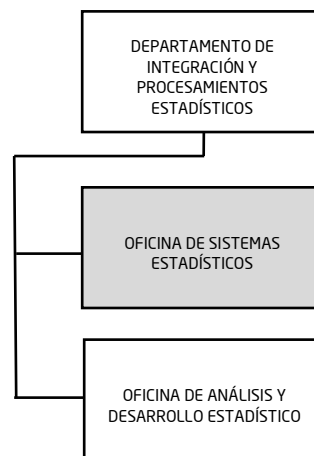 DEPARTAMENTO DE
INTEGRACIÓN Y
PROCESAMIENTOS
ESTADÍSTICOS
OFICINA DE SISTEMAS
ESTADÍSTICOS
OFICINA DE ANÁLISIS Y
DESARROLLO ESTADÍSTICO